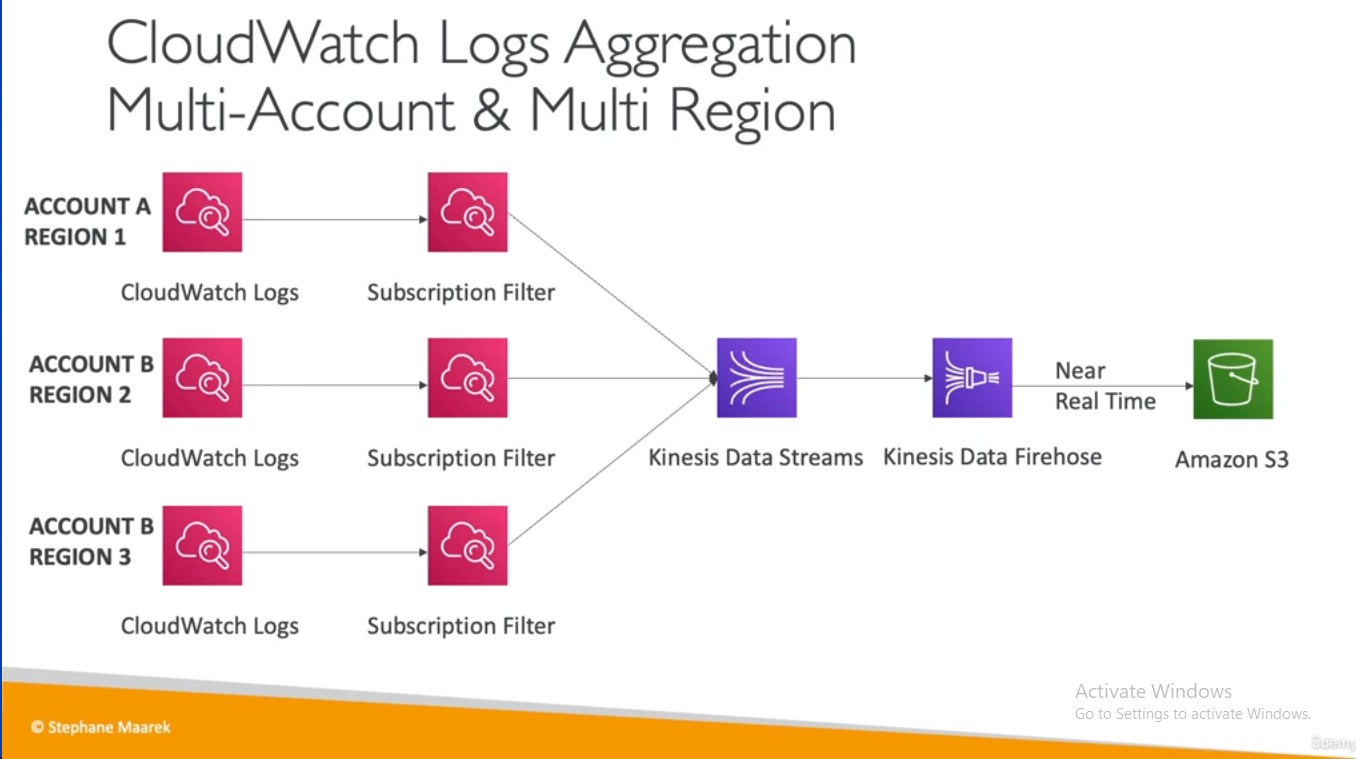 CloudWatch Logs Aggregation
Multi-Account & Multi Region
ACCOUNT A
REGION 1
CloudWatch Logs
Subscription Filter
ACCOUNT B
REGION 2
CloudWatch Logs
Subscription Filter
Kinesis Data Streams
Kinesis Data Firehose
Near
Real Time
Amazon S3
ACCOUNT B
REGION 3
CloudWatch Logs
Subscription Filter
Activate Windows
Go to Settings to activate Windows.
© Stephane Maarek
ûdemy